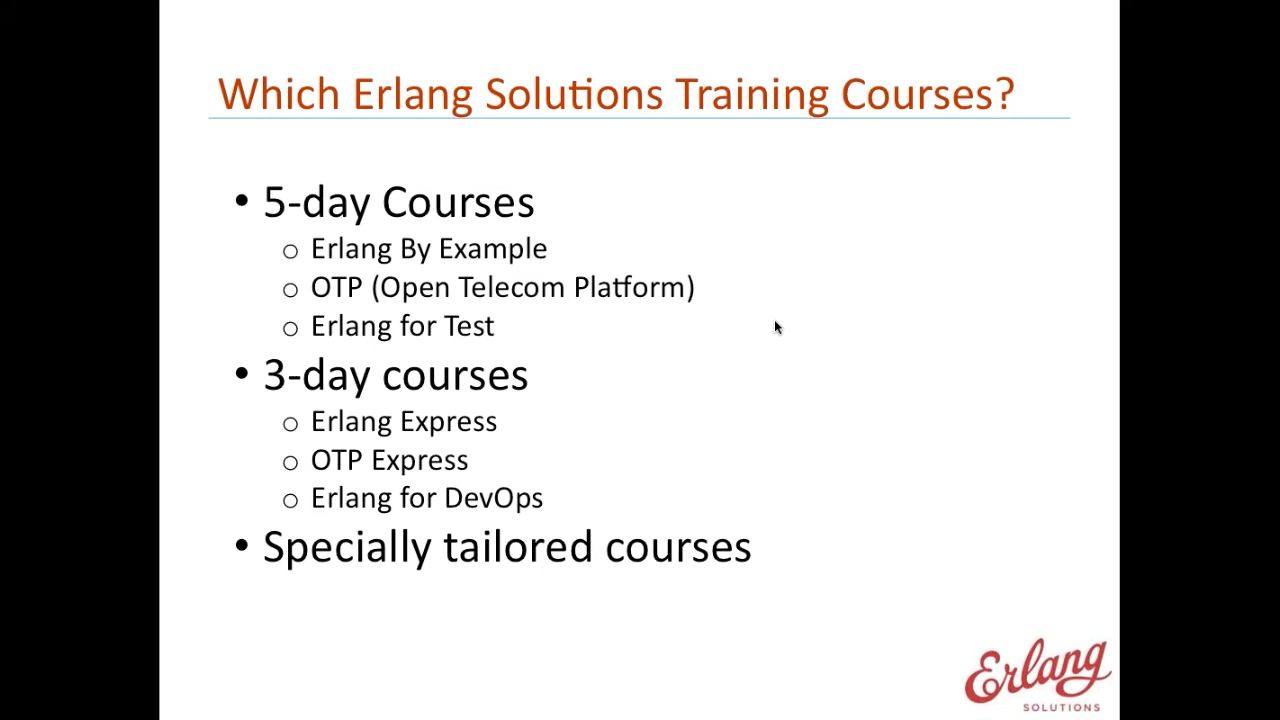 Which Erlang Solutions Training Courses?
• 5-day Courses
o Erlang By Example
o OTP (Open Telecom Platform)
o Erlang for Test
• 3-day courses
o Erlang Express
o OTP Express
o Erlang for DevOps
• Specially tailored courses
Erlang
SOLUTIONS